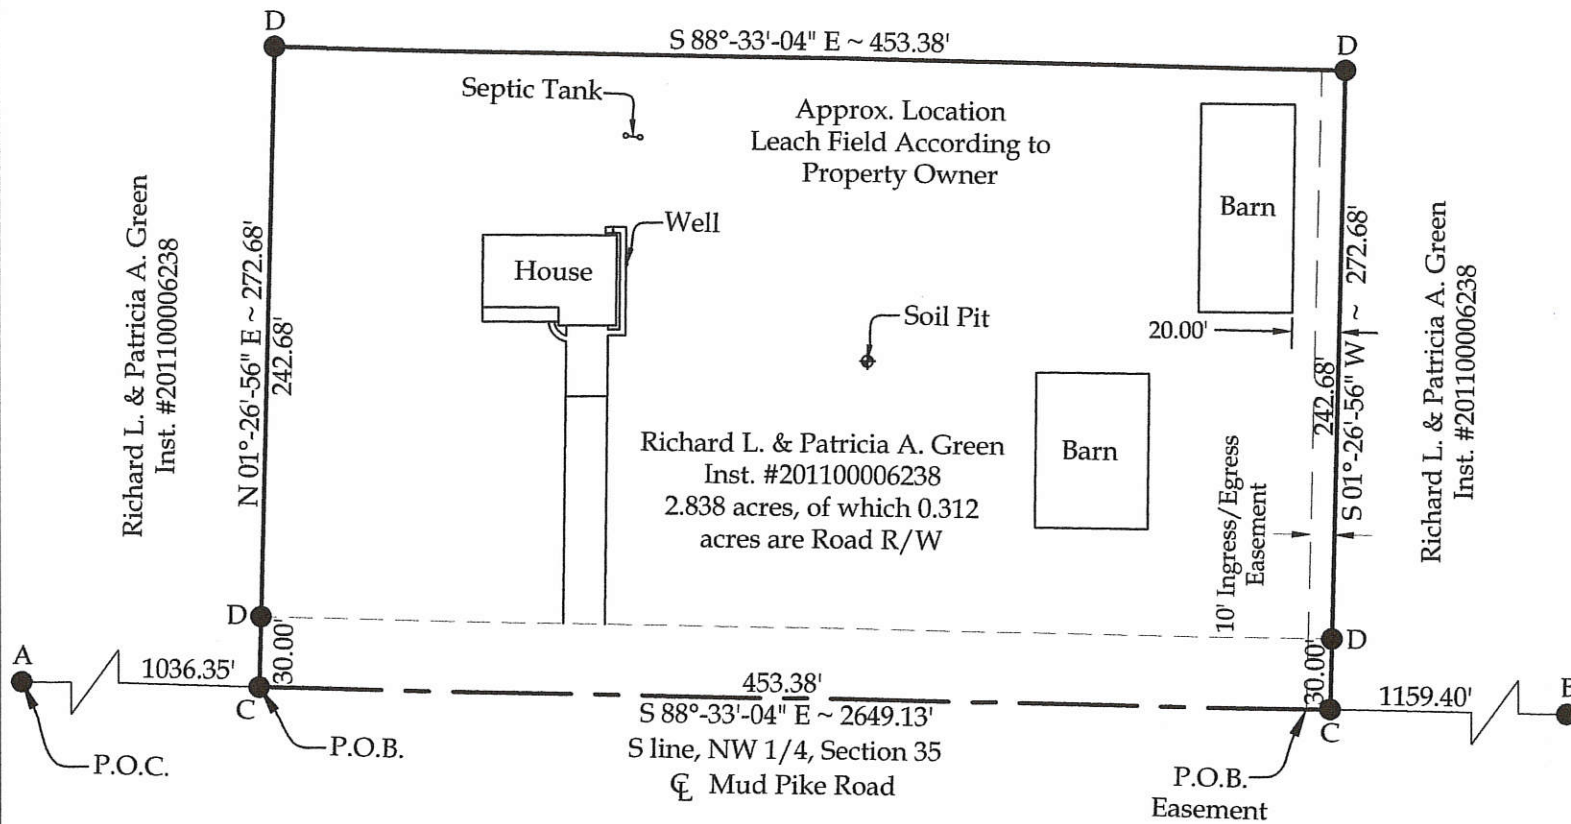 D
S 88°-33'-04" E ~ 453.38'
D
Septic Tank
Approx. Location
Leach Field According to
Property Owner
Barn
Well
House
Richard L. & Patricia A. Green
Inst. #201100006238
N 01°-26'-56" E ~ 272.68'
242.68'
Soil Pit
20.00'
S 01°-26'-56" W ~ 272.68'
242.68'
Richard L. & Patricia A. Green
Inst. #201100006238
Barn
Richard L. & Patricia A. Green
Inst. #201100006238
2.838 acres, of which 0.312
acres are Road R/W
10' Ingress/Egress
Easement
D
D
30.00'
30.00'
A
1036.35'
C
453.38'
C
1159.40'
B
S 88°-33'-04" E ~ 2649.13'
P.O.C.
P.O.B.
S line, NW 1/4, Section 35
℄ Mud Pike Road
P.O.B.
Easement